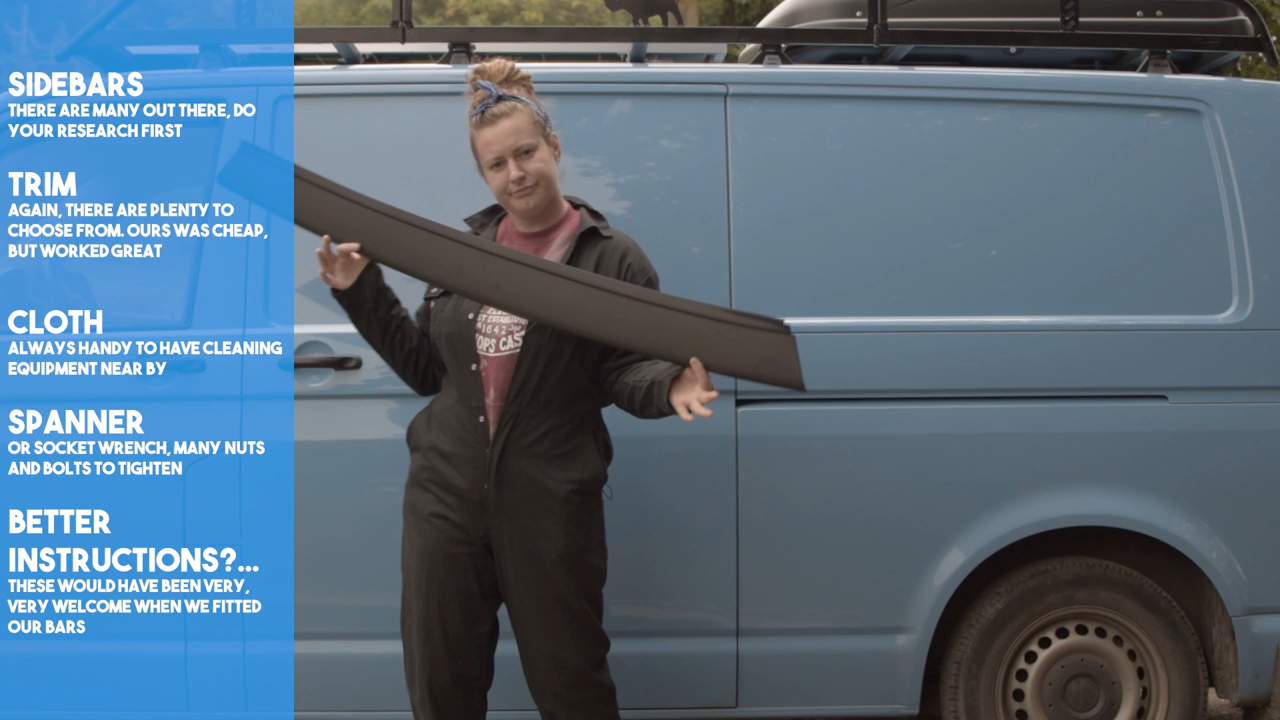 SIDEBARS
THERE ARE MANY OUT THERE, DO
YOUR RESEARCH FIRST
TRIM
AGAIN, THERE ARE PLENTY TO
CHOOSE FROM. OURS WAS CHEAP,
BUT WORKED GREAT
CLOTH
ALWAYS HANDY TO HAVE CLEANING
EQUIPMENT NEAR BY
SPANNER
OR SOCKET WRENCH, MANY NUTS
AND BOLTS TO TIGHTEN
BETTER
INSTRUCTIONS?...
THESE WOULD HAVE BEEN VERY,
VERY WELCOME WHEN WE FITTED
OUR BARS
1642
OPS CAS